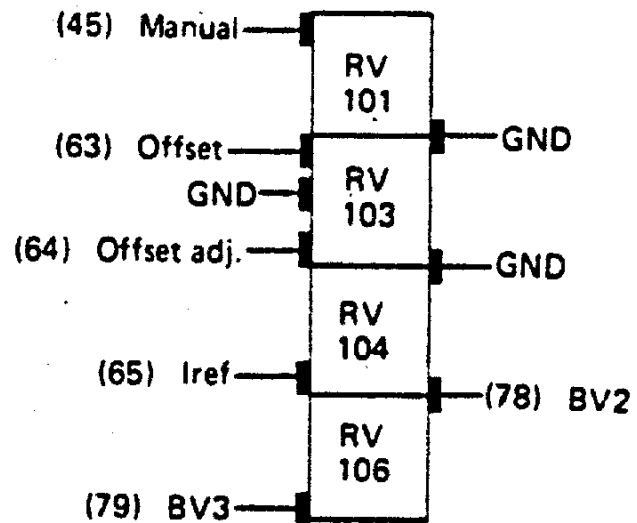 (45) Manual
RV
101
GND
(63) Offset
GND
RV
103
(64) Offset adj.
GND
RV
104
(65) Iref
(78) BV2
RV
106
(79) BV3